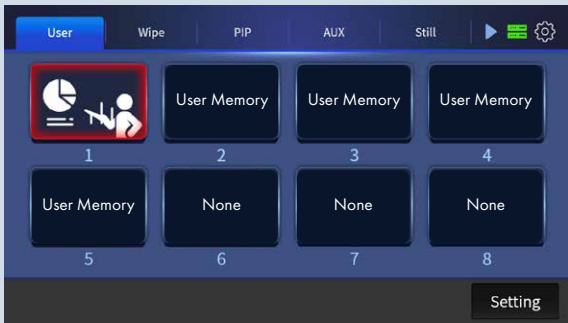 User Wipe PIP AUX Still
User Memory User Memory User Memory
1 2 3 4
User Memory None None None
5 6 7 8
Setting